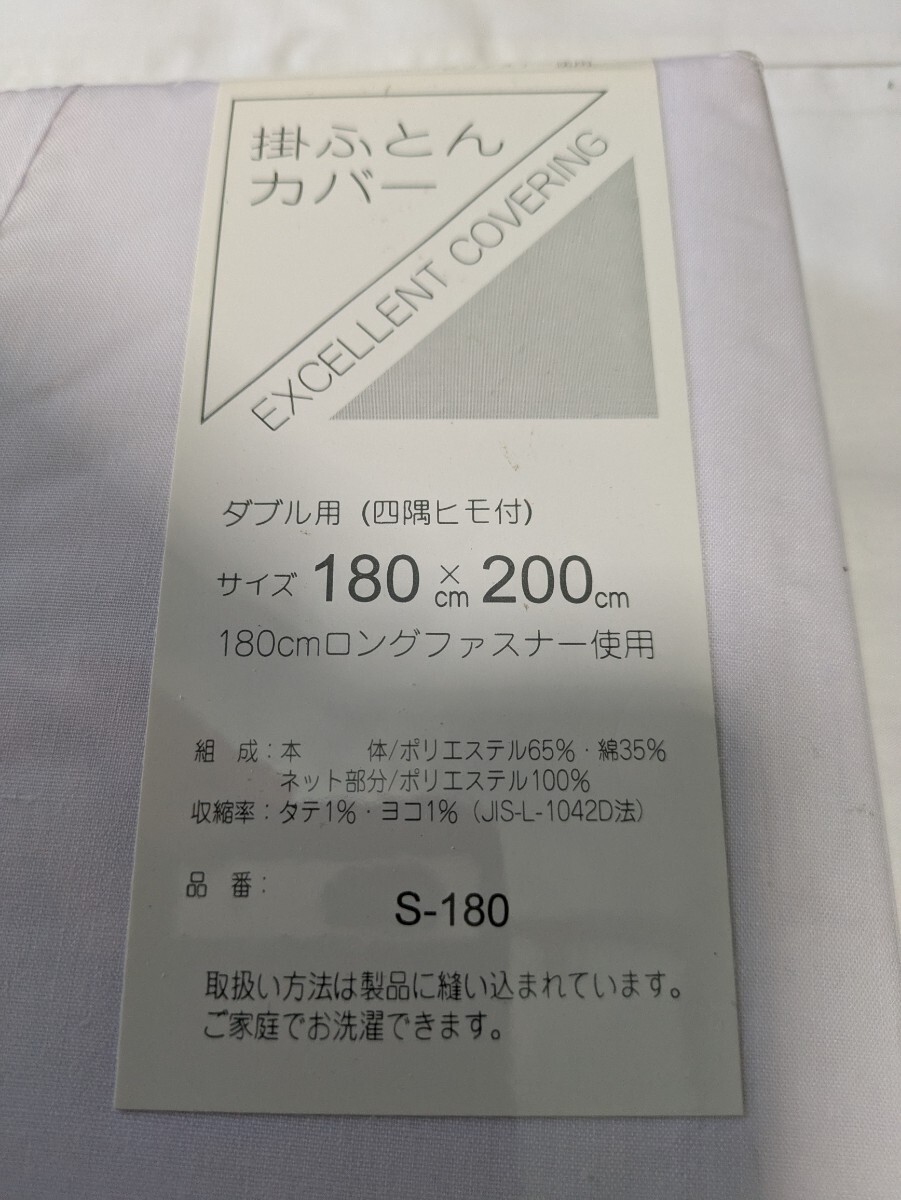 掛ふとん
カバー
EXCELLENT COVERING
ダブル用 (四隅ヒモ付)
サイズ 180cm×200cm
180cmロングファスナー使用
組 成：本 体/ポリエステル65%・綿35%
ネット部分/ポリエステル100%
収縮率：タテ1%・ヨコ1% (JIS-L-1042D法)
品 番：
S-180
取扱い方法は製品に縫い込まれています。
ご家庭でお洗濯できます。